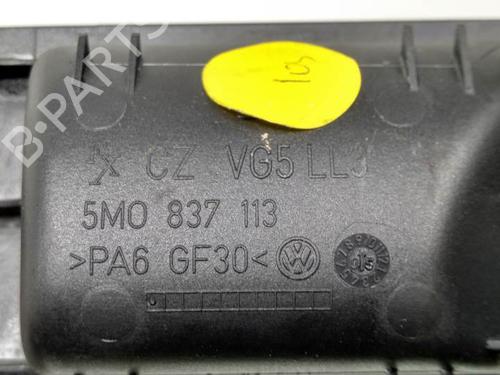 B-PARTS
CZ VG5 LL3
5M0 837 113
>PA6 GF30<